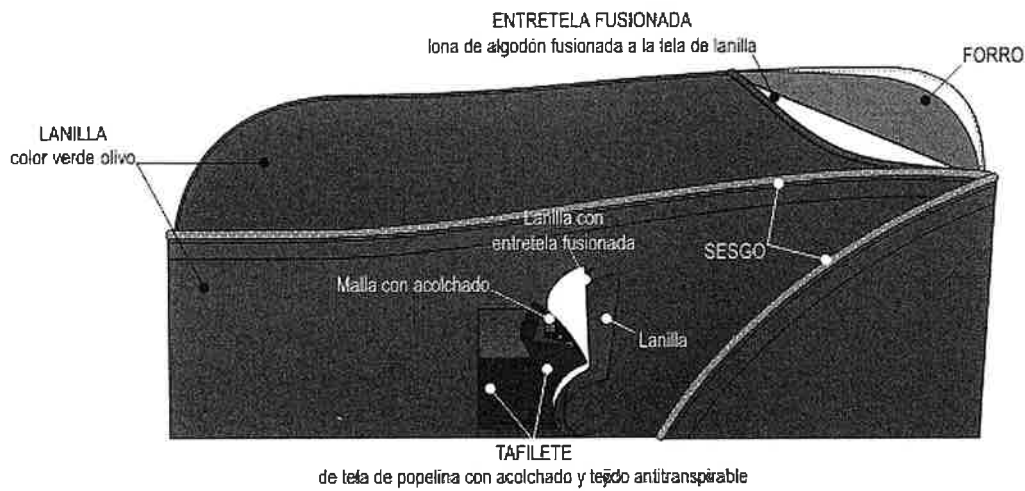 ENTRETELA FUSIONADA
lona de algodón fusionada a la tela de lanilla
FORRO
LANILLA
color verde olivo
Lanilla con
entretela fusionada
SESGO
Malla con acolchado
Lanilla
TAFILETE
de tela de popelina con acolchado y tejido antitranspirable